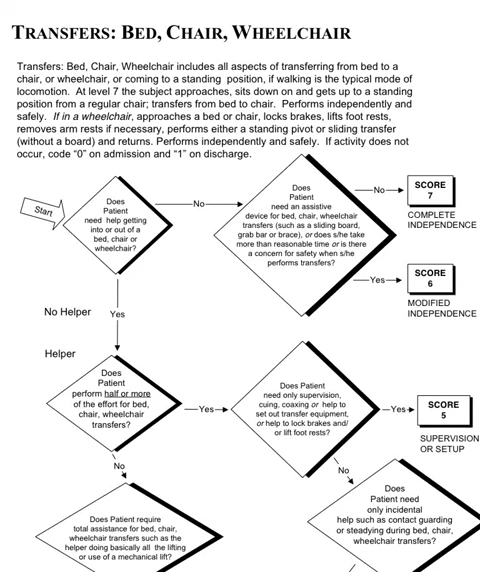 TRANSFERS: BED, CHAIR, WHEELCHAIR
Transfers: Bed, Chair, Wheelchair includes all aspects of transferring from bed to a
chair, or wheelchair, or coming to a standing position, if walking is the typical mode of
locomotion. At level 7 the subject approaches, sits down on and gets up to a standing
position from a regular chair; transfers from bed to chair. Performs independently and
safely. If in a wheelchair, approaches a bed or chair, locks brakes, lifts foot rests,
removes arm rests if necessary, performs either a standing pivot or sliding transfer
(without a board) and returns. Performs independently and safely. If activity does not
occur, code “0” on admission and “1” on discharge.
Start
Does
Patient
need help getting
into or out of a
bed, chair or
wheelchair?
No
Does
Patient
need an assistive
device for bed, chair, wheelchair
transfers (such as a sliding board,
grab bar or brace), or does s/he take
more than reasonable time or is there
a concern for safety when s/he
performs transfers?
No
SCORE
7
COMPLETE
INDEPENDENCE
Yes
SCORE
6
MODIFIED
INDEPENDENCE
No Helper
Yes
Helper
Does
Patient
perform half or more
of the effort for bed,
chair, wheelchair
transfers?
Yes
Does Patient
need only supervision,
cuing, coaxing or help to
set out transfer equipment,
or help to lock brakes and/
or lift foot rests?
Yes
SCORE
5
SUPERVISION
OR SETUP
No
No
Does Patient require
total assistance for bed, chair,
wheelchair transfers such as the
helper doing basically all the lifting
or use of a mechanical lift?
Does
Patient need
only incidental
help such as contact guarding
or steadying during bed, chair,
wheelchair transfers?